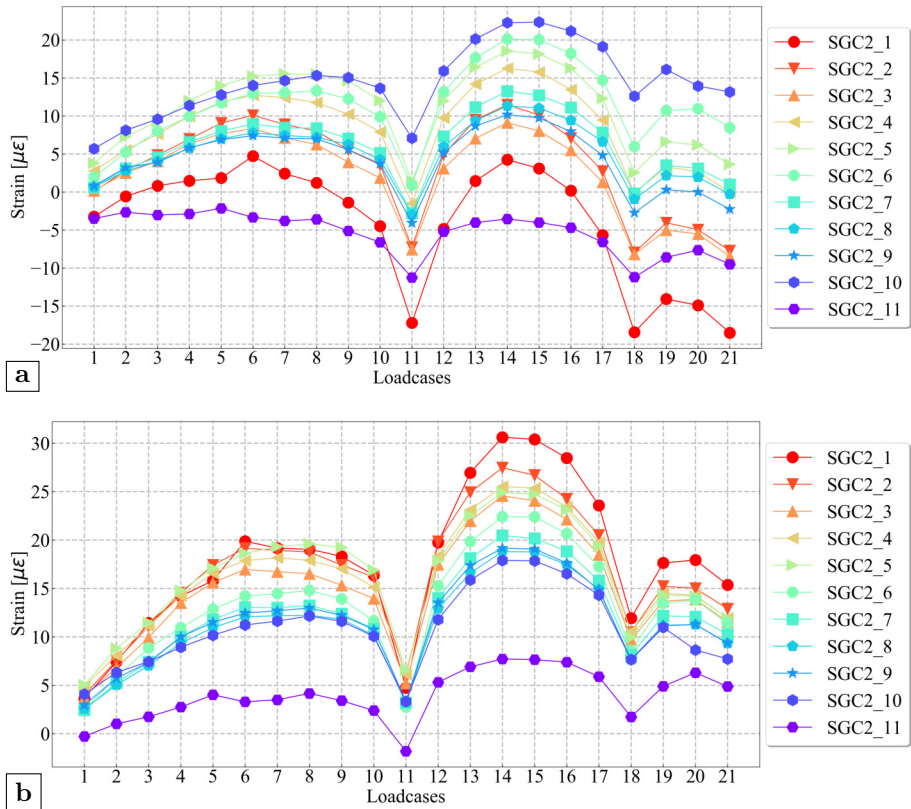 20
15
10
5
0
−5
−10
−15
−20
Strain [με]
1 2 3 4 5 6 7 8 9 10 11 12 13 14 15 16 17 18 19 20 21
Loadcases
SGC2_1
SGC2_2
SGC2_3
SGC2_4
SGC2_5
SGC2_6
SGC2_7
SGC2_8
SGC2_9
SGC2_10
SGC2_11
a
30
25
20
15
10
5
0
Strain [με]
1 2 3 4 5 6 7 8 9 10 11 12 13 14 15 16 17 18 19 20 21
Loadcases
SGC2_1
SGC2_2
SGC2_3
SGC2_4
SGC2_5
SGC2_6
SGC2_7
SGC2_8
SGC2_9
SGC2_10
SGC2_11
b